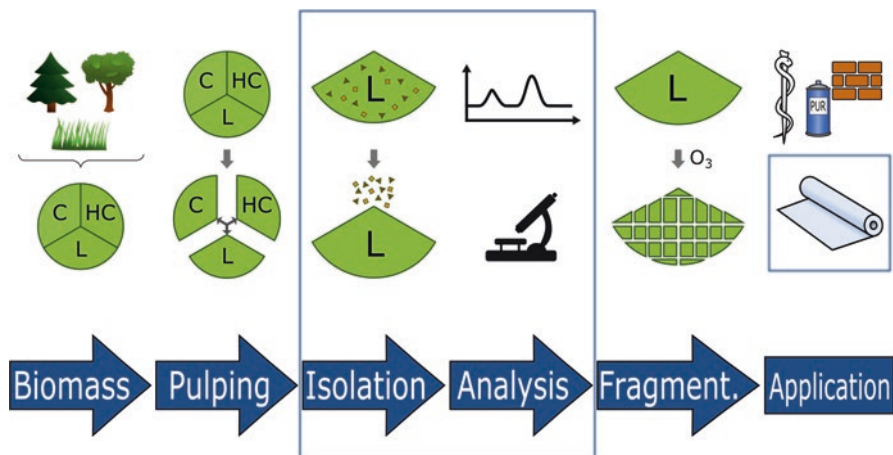 C HC
L
C HC
L
C HC
L
L
L
L
O₃
PUR
Biomass
Pulping
Isolation
Analysis
Fragment.
Application